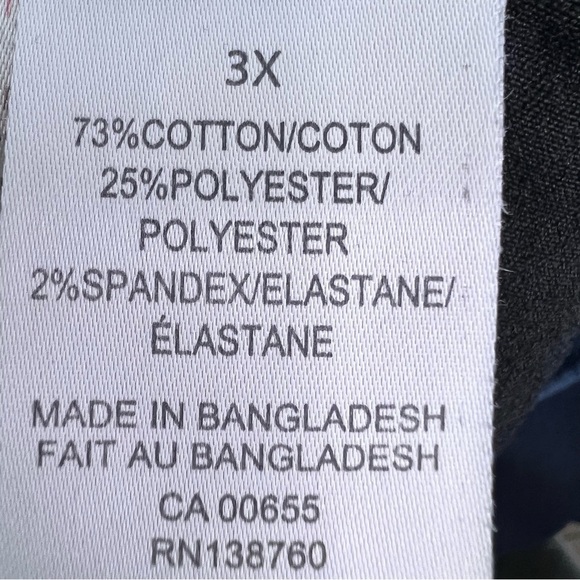 3X
73%COTTON/COTON
25%POLYESTER/
POLYESTER
2%SPANDEX/ELASTANE/
ÉLASTANE
MADE IN BANGLADESH
FAIT AU BANGLADESH
CA 00655
RN138760